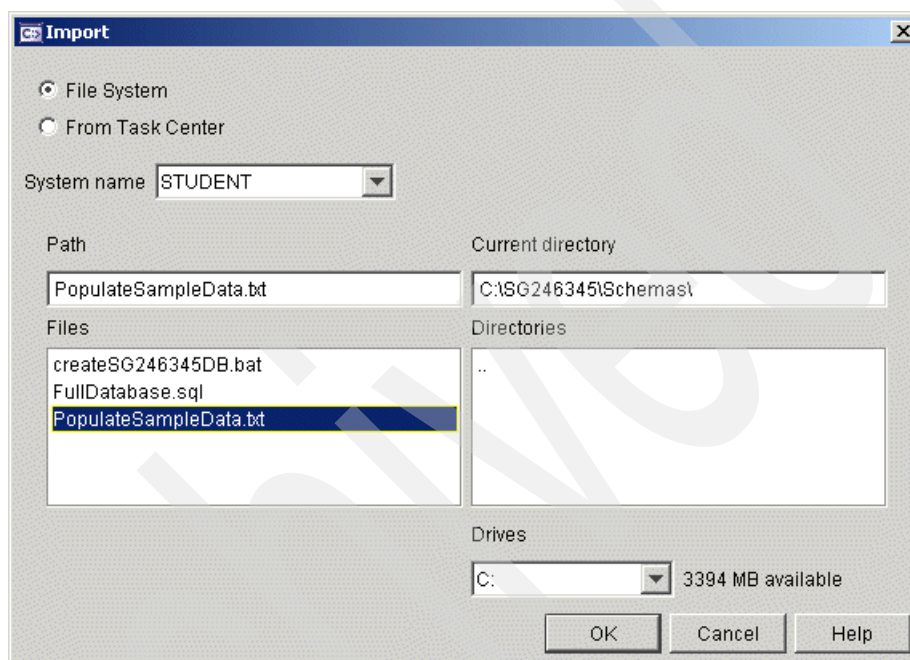 Import
File System
From Task Center
System name STUDENT
Path
PopulateSampleData.txt
Current directory
C:\SG246345\Schemas\
Files
createSG246345DB.bat
FullDatabase.sql
PopulateSampleData.txt
Directories
..
Drives
C: 3394 MB available
OK Cancel Help